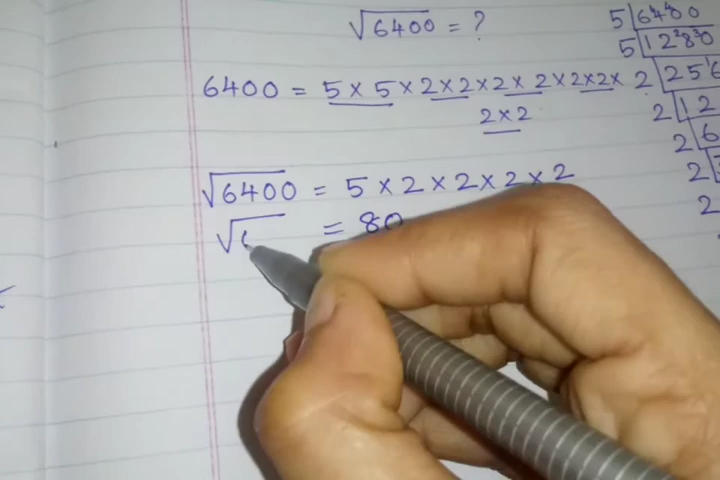 √6400 = ?
6400 = 5 × 5 × 2 × 2 × 2 × 2 × 2 × 2 ×
2 × 2
√6400 = 5 × 2 × 2 × 2 × 2
√6 = 80
5 6400
5 1280
2 256
2 12
2 6
2
2